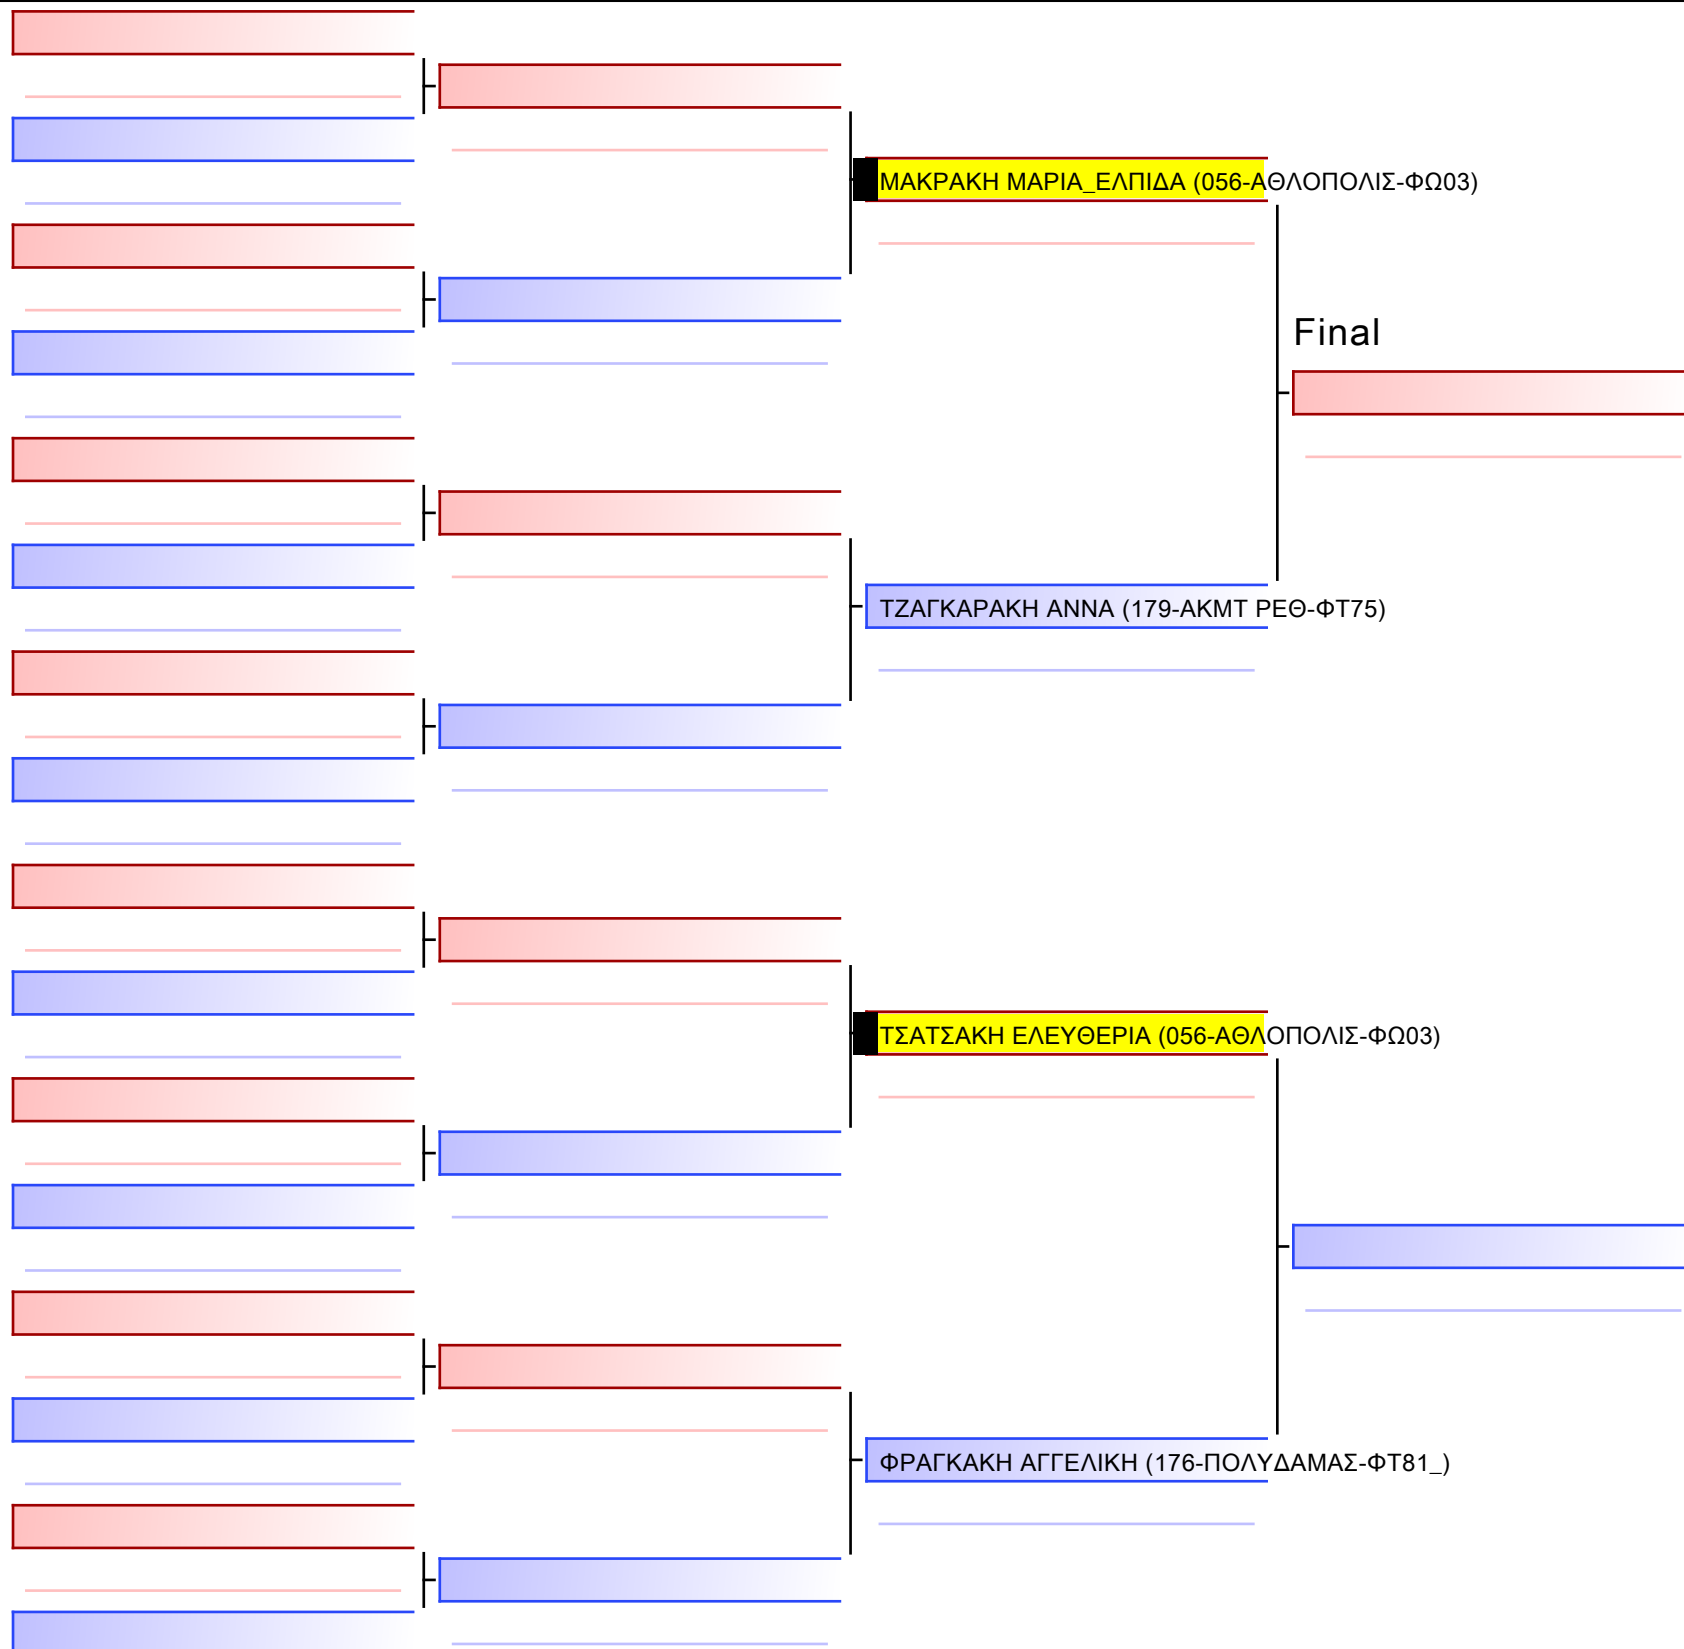 ΜΑΚΡΑΚΗ ΜΑΡΙΑ_ΕΛΠΙΔΑ (056-ΑΘΛΟΠΟΛΙΣ-ΦΩ03)
Final
ΤΖΑΓΚΑΡΑΚΗ ΑΝΝΑ (179-ΑΚΜΤ ΡΕΘ-ΦΤ75)
ΤΣΑΤΣΑΚΗ ΕΛΕΥΘΕΡΙΑ (056-ΑΘΛΟΠΟΛΙΣ-ΦΩ03)
ΦΡΑΓΚΑΚΗ ΑΓΓΕΛΙΚΗ (176-ΠΟΛΥΔΑΜΑΣ-ΦΤ81_)